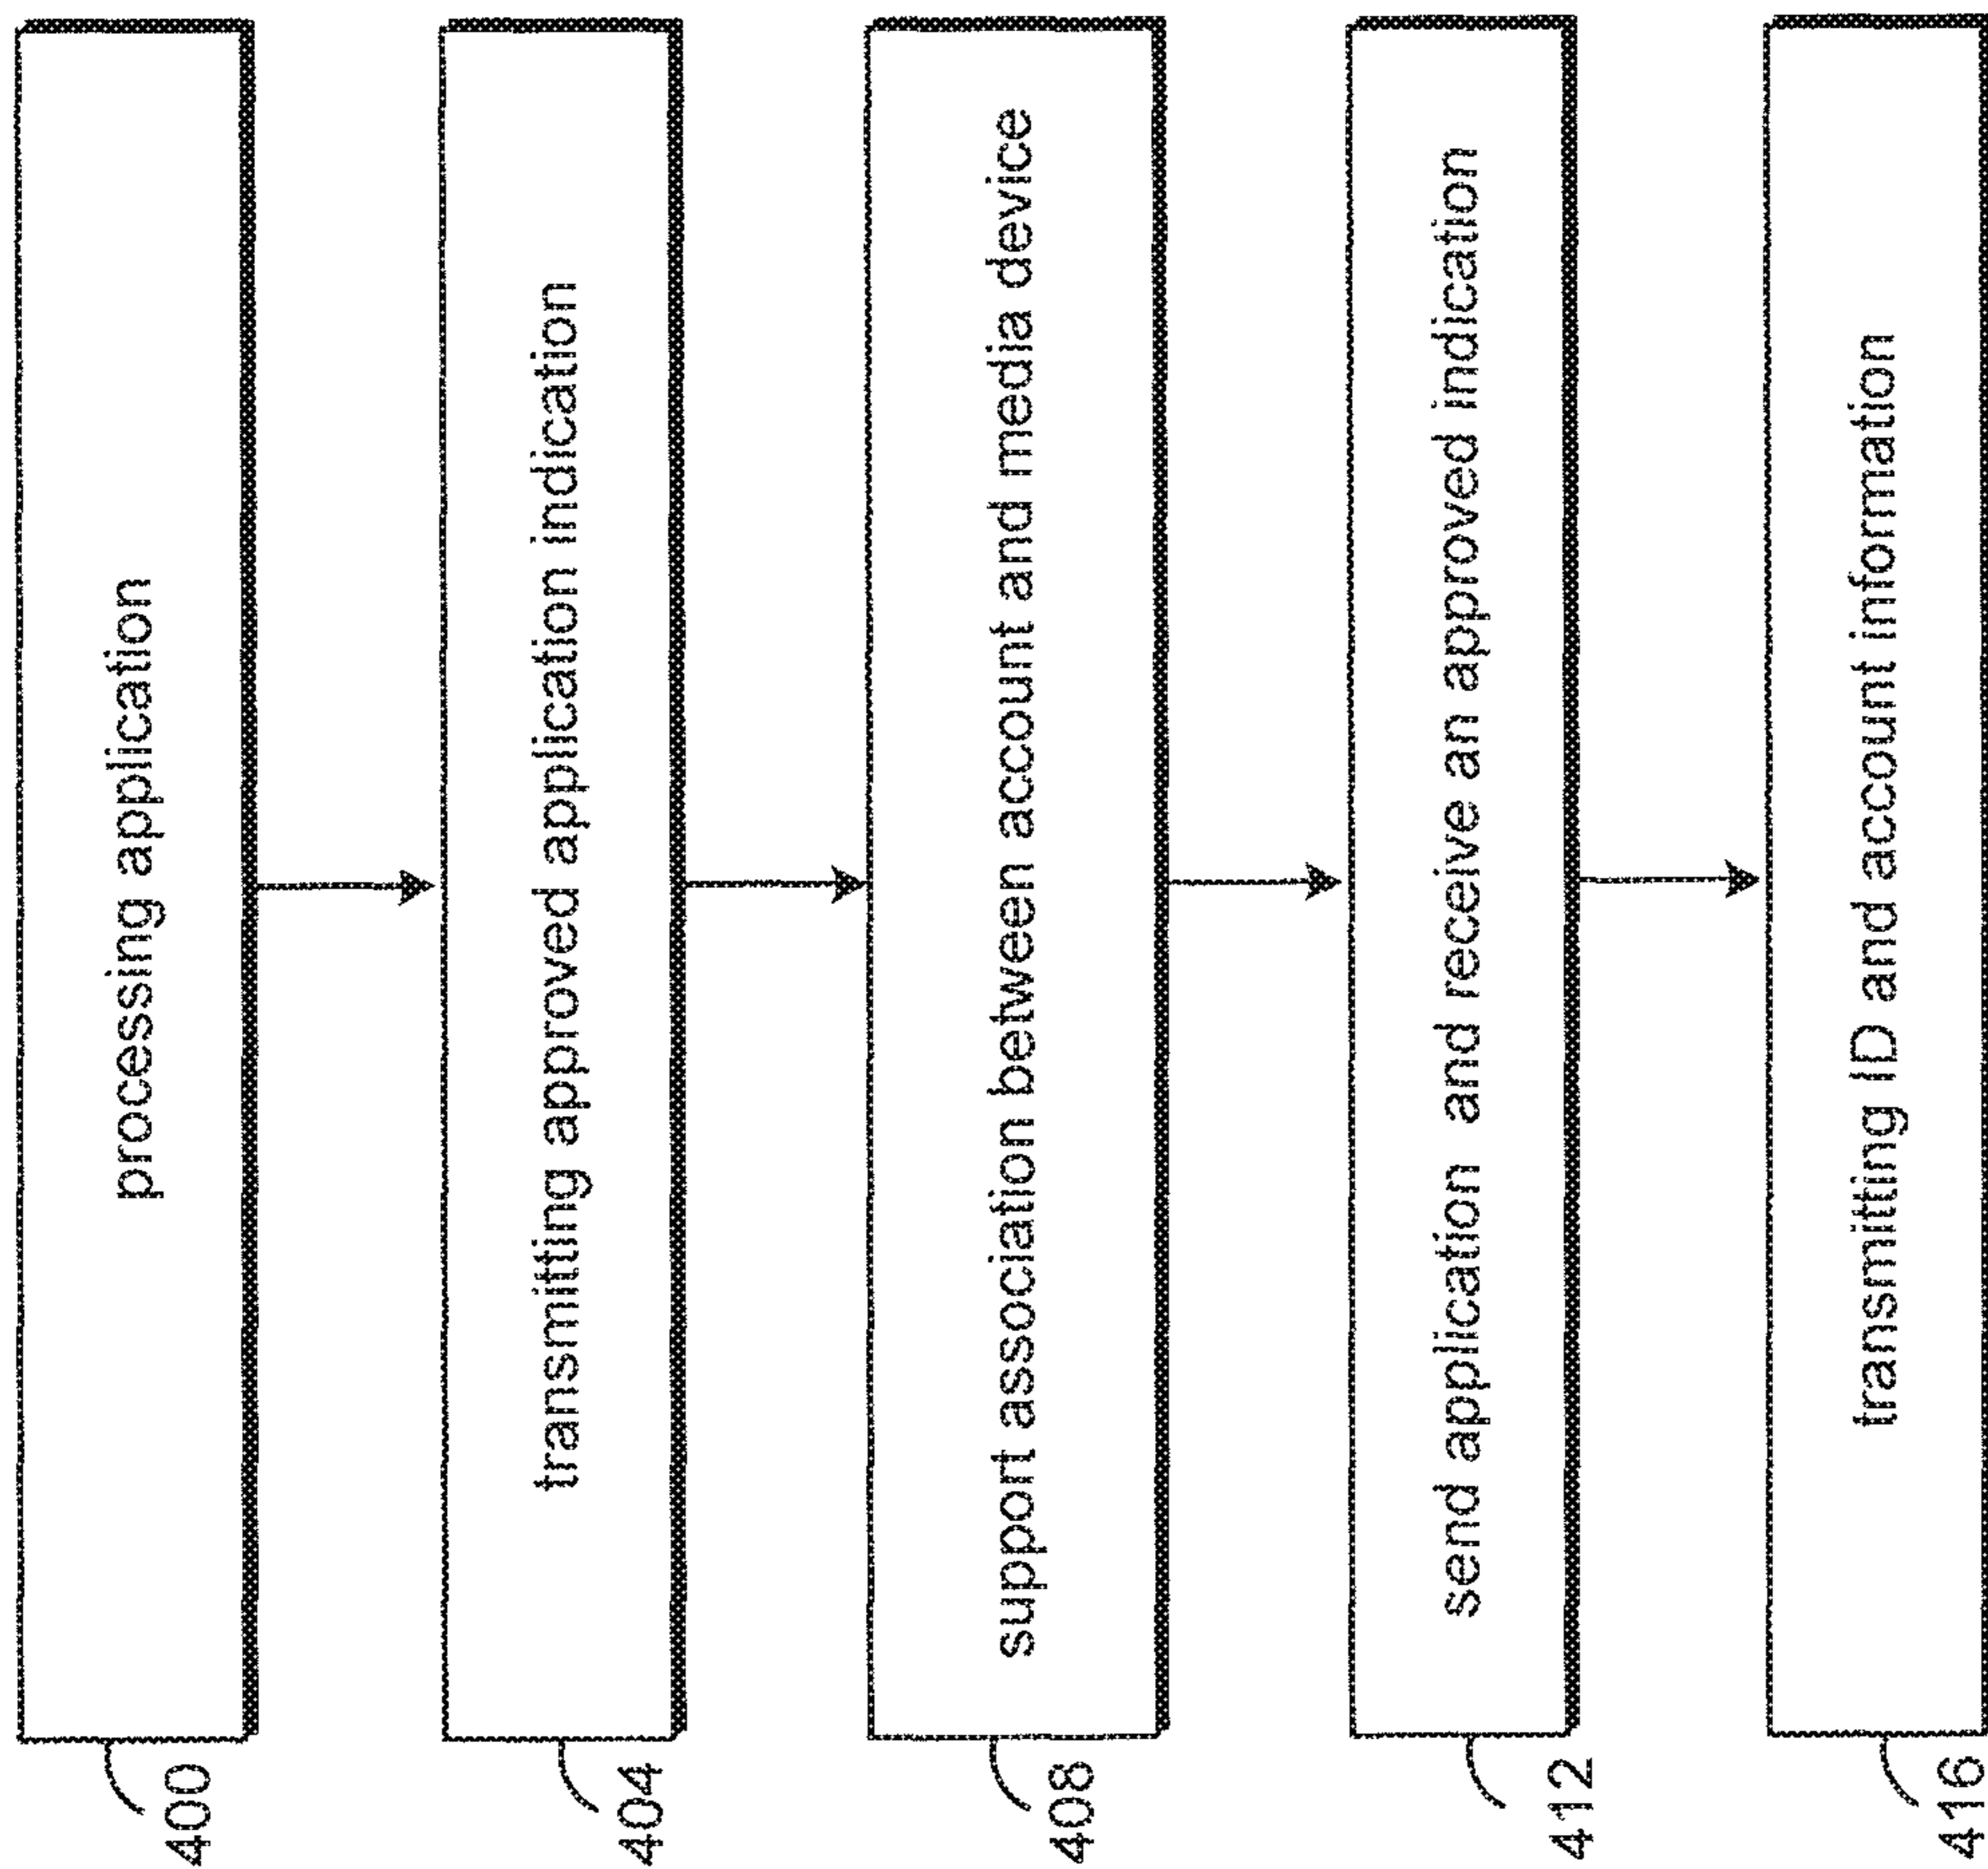 processing application
400
transmitting approved application indication
404
support association between account and media device
408
send application and receive an approved indication
412
transmitting ID and account information
416